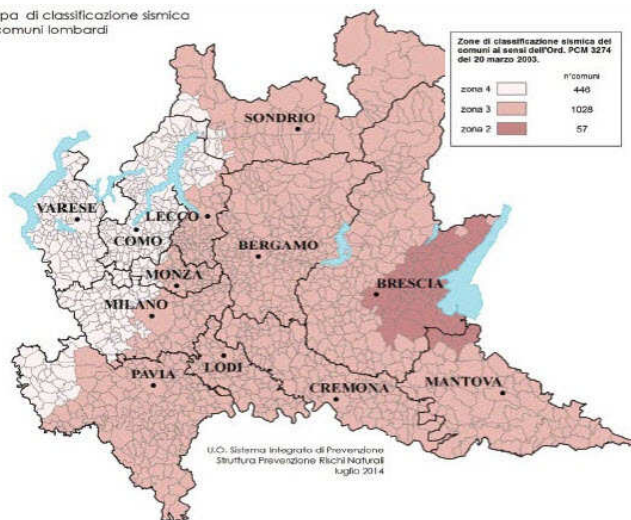 pa di classificazione sismica
comuni lombardi
Zone di classificazione sismica dei
comuni ai sensi dell'Ord. PCM 3274
del 20 marzo 2003.
n°comuni
zona 4 446
zona 3 1028
zona 2 57
SONDRIO
VARESE
LECCO
COMO
BERGAMO
MONZA
BRESCIA
MILANO
PAVIA
LODI
CREMONA
MANTOVA
U.O. Sistema Integrato di Prevenzione
Struttura Prevenzione Rischi Naturali
luglio 2014